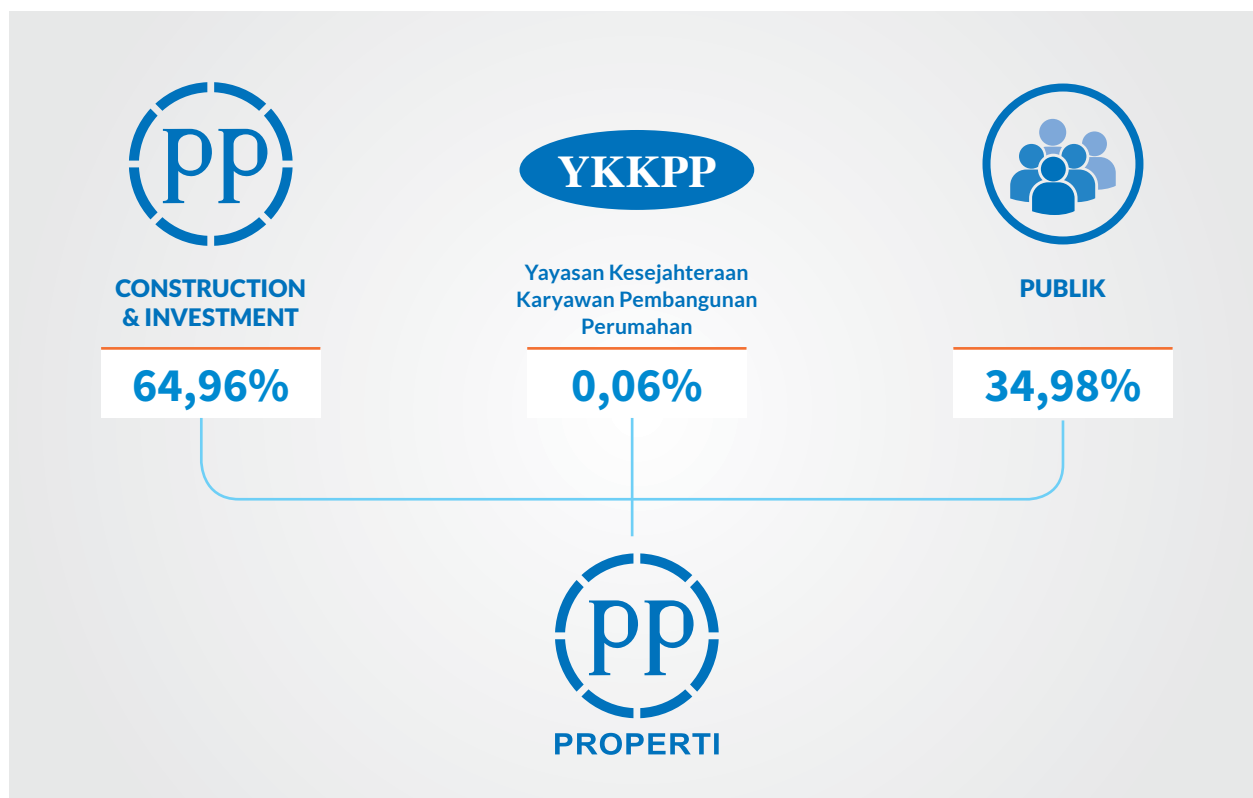 pp
CONSTRUCTION
& INVESTMENT
64,96%
YKKPP
Yayasan Kesejahteraan
Karyawan Pembangunan
Perumahan
0,06%
PUBLIK
34,98%
pp
PROPERTI